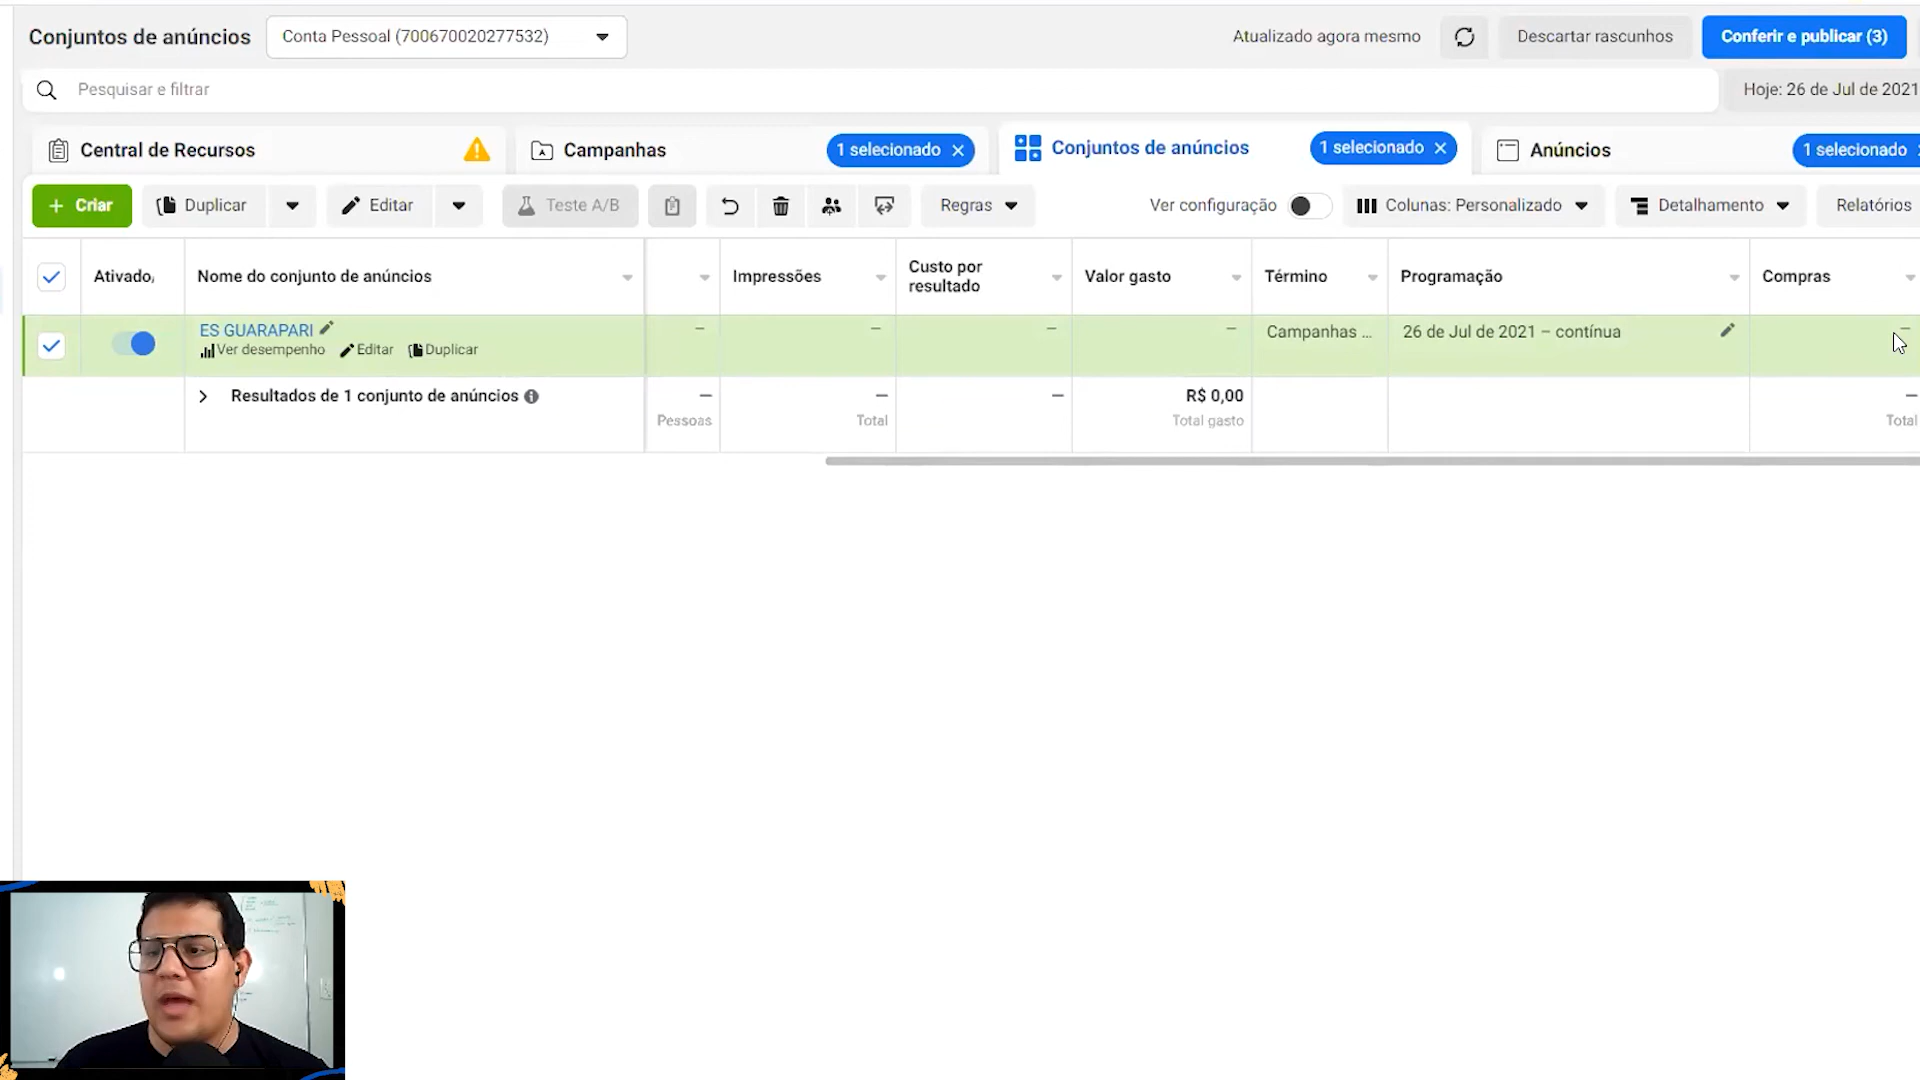 Conjuntos de anúncios
Conta Pessoal (700670020277532)
Atualizado agora mesmo
Descartar rascunhos
Conferir e publicar (3)
Pesquisar e filtrar
Hoje: 26 de Jul de 2021
Central de Recursos
Campanhas
1 selecionado
Conjuntos de anúncios
1 selecionado
Anúncios
1 selecionado
+ Criar
Duplicar
Editar
Teste A/B
Regras
Ver configuração
Colunas: Personalizado
Detalhamento
Relatórios
Ativado,
Nome do conjunto de anúncios
Impressões
Custo por
resultado
Valor gasto
Término
Programação
Compras
ES GUARAPARI
– – – –
Campanhas ...
26 de Jul de 2021 – contínua
–
Ver desempenho
Editar
Duplicar
Resultados de 1 conjunto de anúncios
– – –
R$ 0,00
–
Pessoas
Total
Total gasto
Total